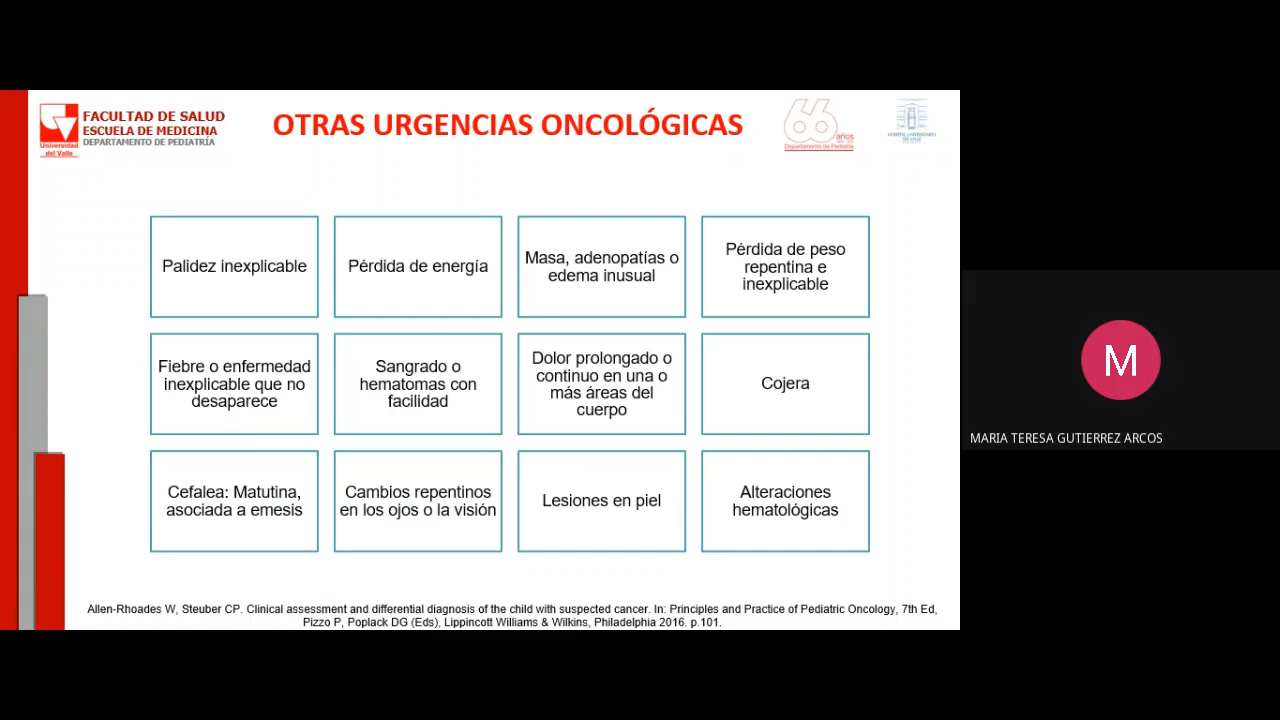 FACULTAD DE SALUD
ESCUELA DE MEDICINA
DEPARTAMENTO DE PEDIATRÍA
Universidad
del Valle
OTRAS URGENCIAS ONCOLÓGICAS
66
años
Departamento de Pediatría
HOSPITAL UNIVERSITARIO
DEL VALLE
Palidez inexplicable
Pérdida de energía
Masa, adenopatías o
edema inusual
Pérdida de peso
repentina e
inexplicable
Fiebre o enfermedad
inexplicable que no
desaparece
Sangrado o
hematomas con
facilidad
Dolor prolongado o
continuo en una o
más áreas del
cuerpo
Cojera
Cefalea: Matutina,
asociada a emesis
Cambios repentinos
en los ojos o la visión
Lesiones en piel
Alteraciones
hematológicas
Allen-Rhoades W, Steuber CP. Clinical assessment and differential diagnosis of the child with suspected cancer. In: Principles and Practice of Pediatric Oncology, 7th Ed,
Pizzo P, Poplack DG (Eds), Lippincott Williams & Wilkins, Philadelphia 2016. p.101.
M
MARIA TERESA GUTIERREZ ARCOS